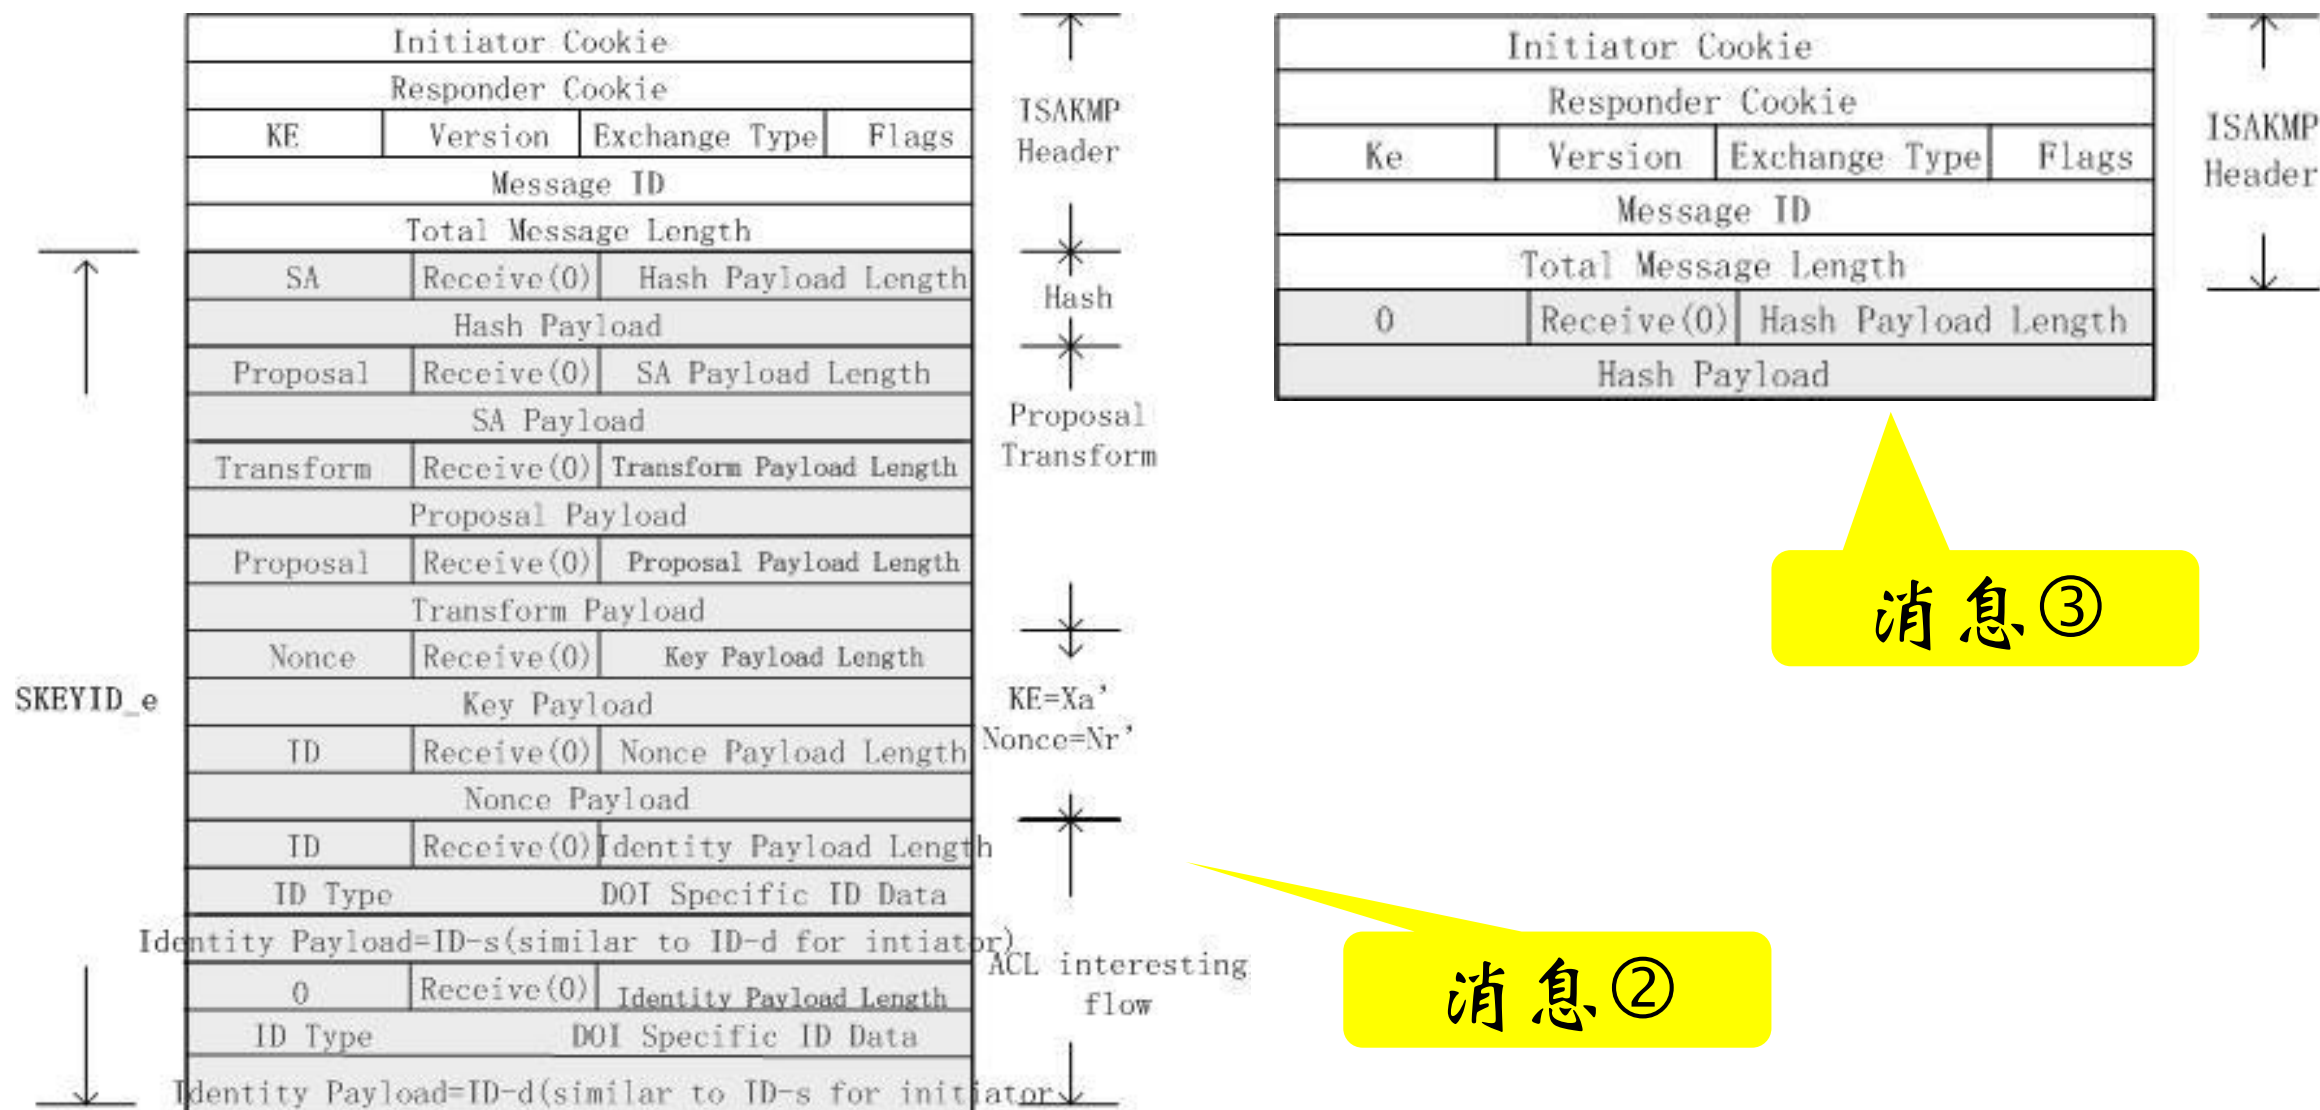 Initiator Cookie
Responder Cookie
KE Version Exchange Type Flags
Message ID
Total Message Length
SA Receive(0) Hash Payload Length
Hash Payload
Proposal Receive(0) SA Payload Length
SA Payload
Transform Receive(0) Transform Payload Length
Proposal Payload
Proposal Receive(0) Proposal Payload Length
Transform Payload
Nonce Receive(0) Key Payload Length
Key Payload
ID Receive(0) Nonce Payload Length
Nonce Payload
ID Receive(0) Identity Payload Length
ID Type DOI Specific ID Data
Identity Payload=ID-s(similar to ID-d for intiator)
0 Receive(0) Identity Payload Length
ID Type DOI Specific ID Data
Identity Payload=ID-d(similar to ID-s for initiator
SKEYID_e
ISAKMP
Header
Hash
Proposal
Transform
KE=Xa'
Nonce=Nr'
ACL interesting
flow
消息②
Initiator Cookie
Responder Cookie
Ke Version Exchange Type Flags
Message ID
Total Message Length
0 Receive(0) Hash Payload Length
Hash Payload
ISAKMP
Header
消息③